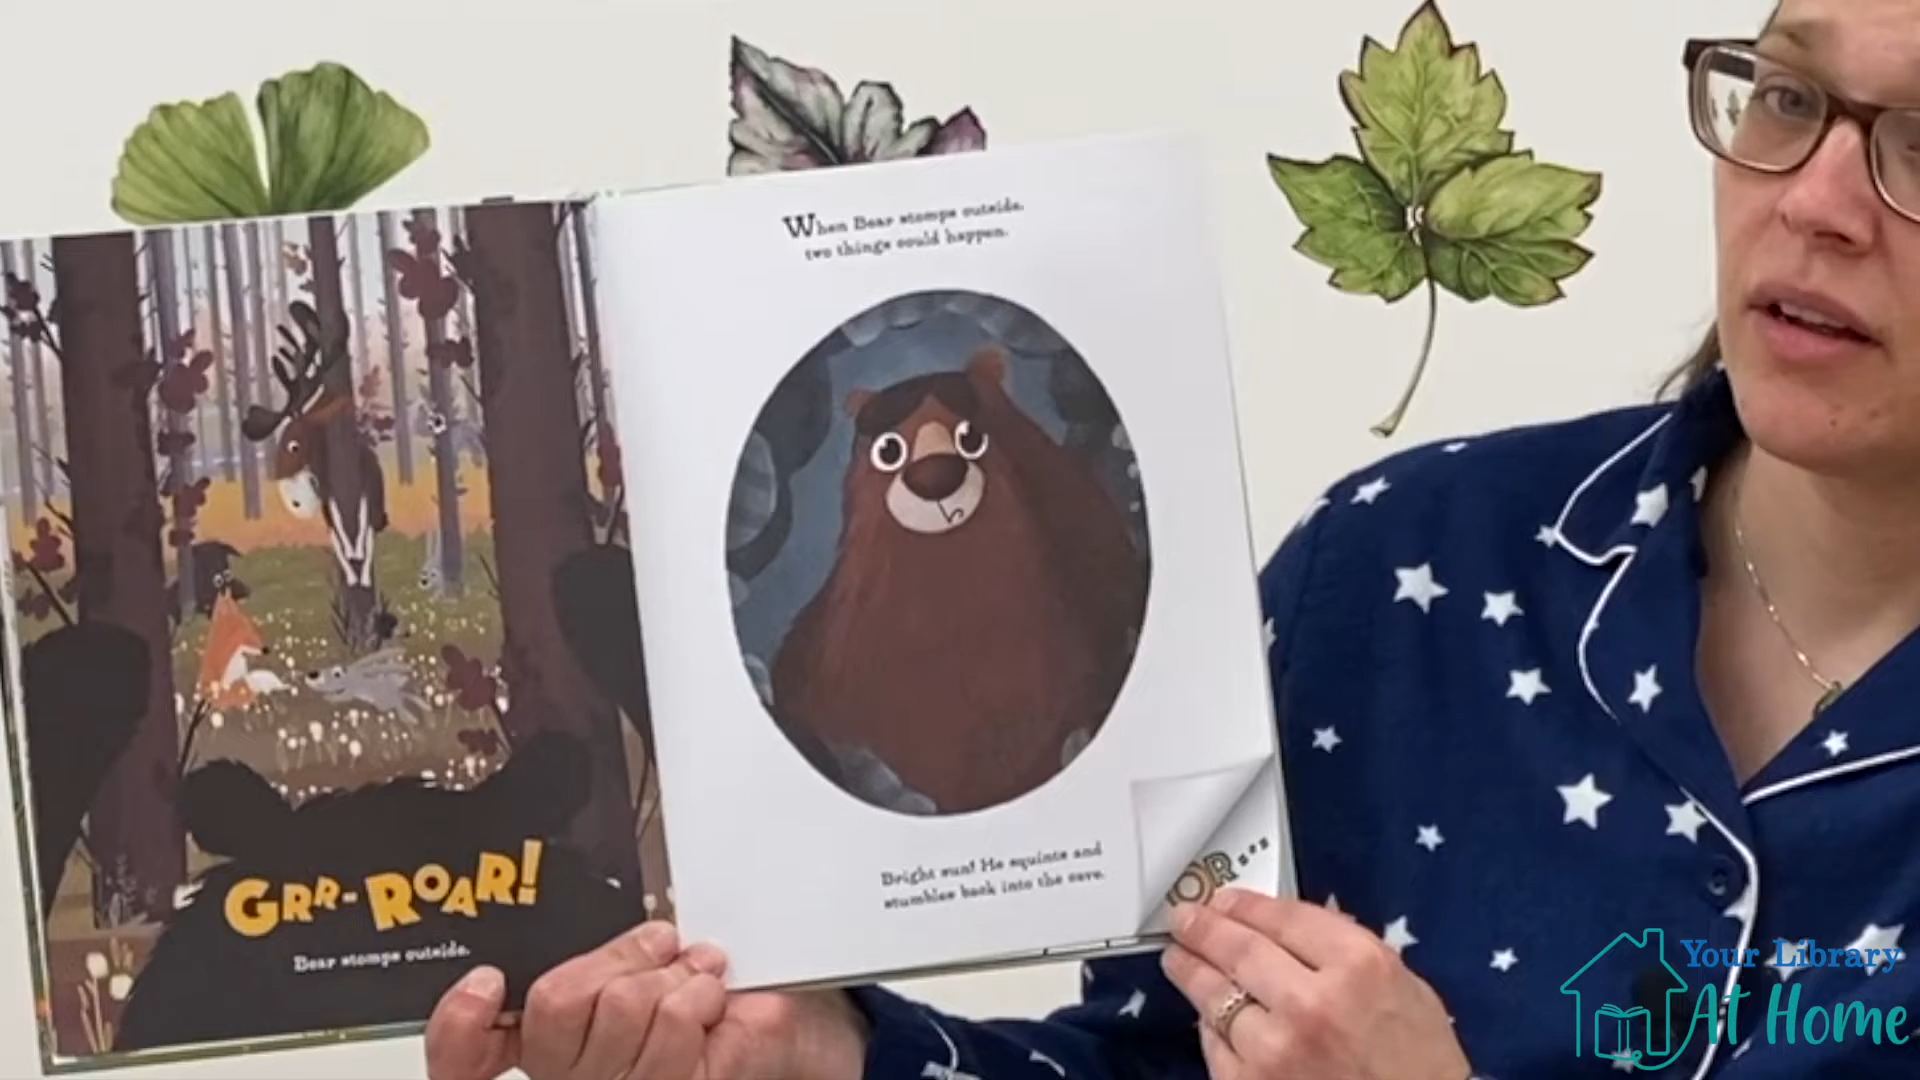 GRR-ROAR!
Bear stomps outside.
When Bear stomps outside,
two things could happen.
Bright sun! He squints and
stumbles back into the cave.
OR...
Your Library
At Home